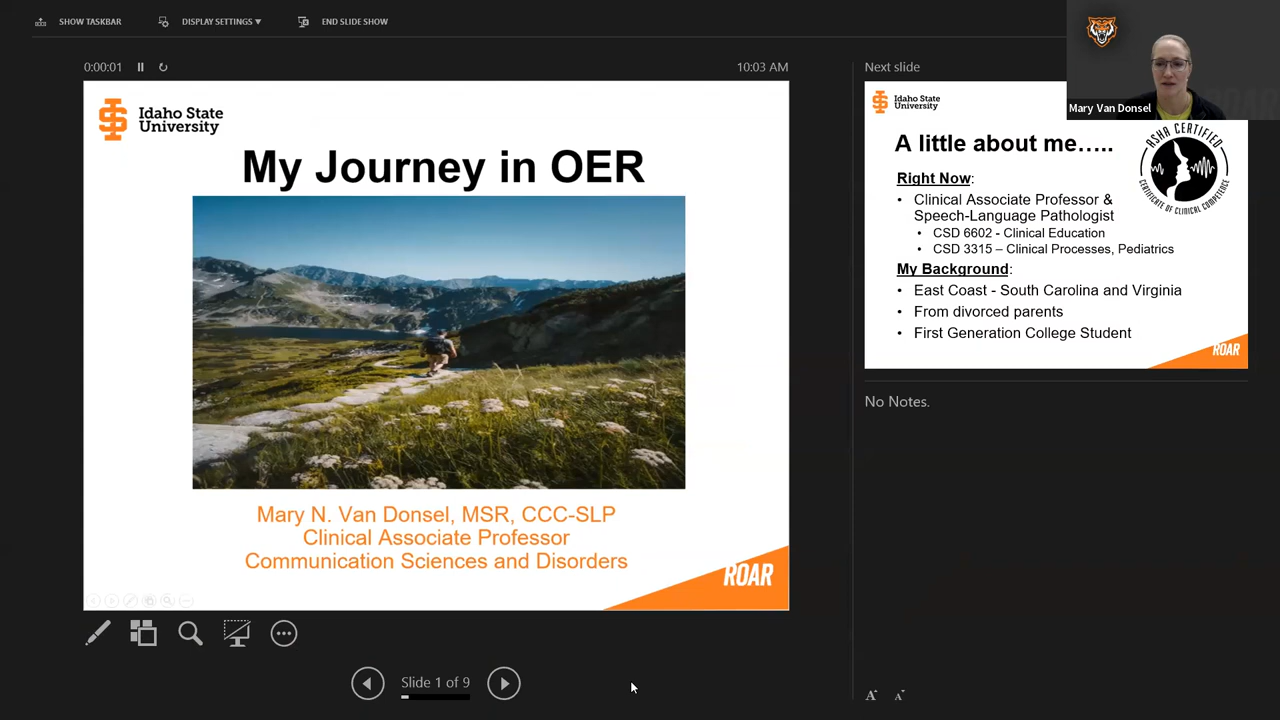 SHOW TASKBAR
DISPLAY SETTINGS ▼
END SLIDE SHOW
0:00:01
10:03 AM
Idaho State
University
My Journey in OER
Mary N. Van Donsel, MSR, CCC-SLP
Clinical Associate Professor
Communication Sciences and Disorders
ROAR
Slide 1 of 9
Next slide
Mary Van Donsel
ROAR
Idaho State
University
A little about me.....
ASHA CERTIFIED
CERTIFICATE OF CLINICAL COMPETENCE
Right Now:
• Clinical Associate Professor &
Speech-Language Pathologist
• CSD 6602 - Clinical Education
• CSD 3315 – Clinical Processes, Pediatrics
My Background:
• East Coast - South Carolina and Virginia
• From divorced parents
• First Generation College Student
ROAR
No Notes.
A A